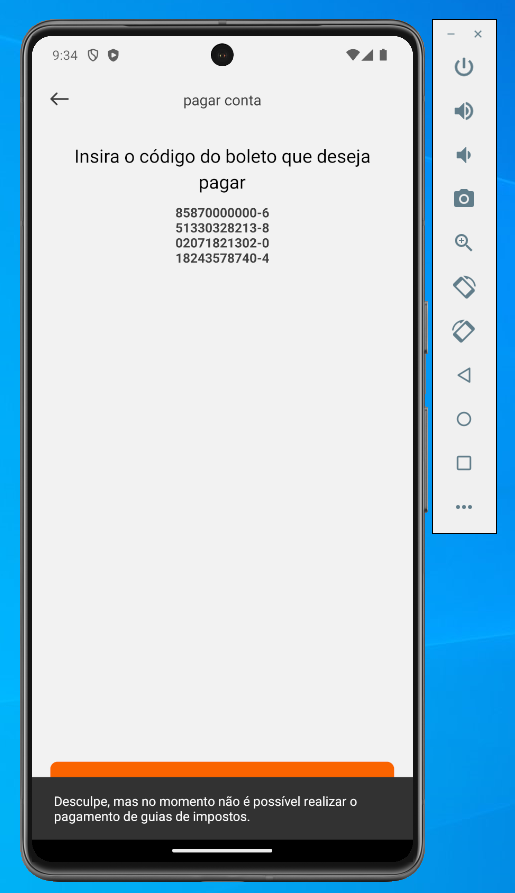 9:34
pagar conta
Insira o código do boleto que deseja
pagar
85870000000-6
51330328213-8
02071821302-0
18243578740-4
Desculpe, mas no momento não é possível realizar o
pagamento de guias de impostos.